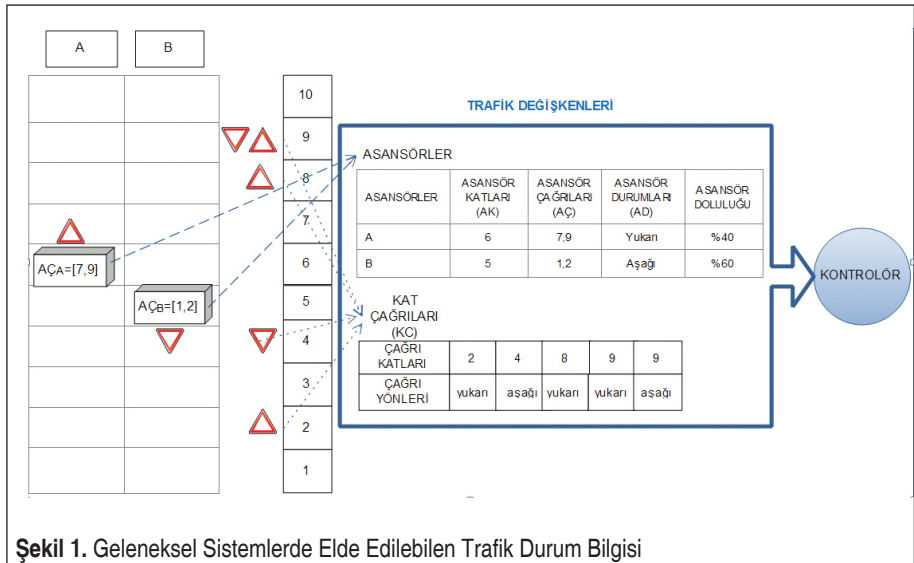 A
B
TRAFİK DEĞİŞKENLERİ
10
9
8
7
6
5
4
3
2
1
AÇA=[7,9]
AÇB=[1,2]
ASANSÖRLER
ASANSÖRLER
ASANSÖR KATLARI (AK)
ASANSÖR ÇAĞRILARI (AÇ)
ASANSÖR DURUMLARI (AD)
ASANSÖR DOLULUĞU
A 6 7,9 Yukarı %40
B 5 1,2 Aşağı %60
KAT
ÇAĞRILARI
(KC)
ÇAĞRI KATLARI 2 4 8 9 9
ÇAĞRI YÖNLERİ yukarı aşağı yukarı yukarı aşağı
KONTROLÖR
Şekil 1. Geleneksel Sistemlerde Elde Edilebilen Trafik Durum Bilgisi